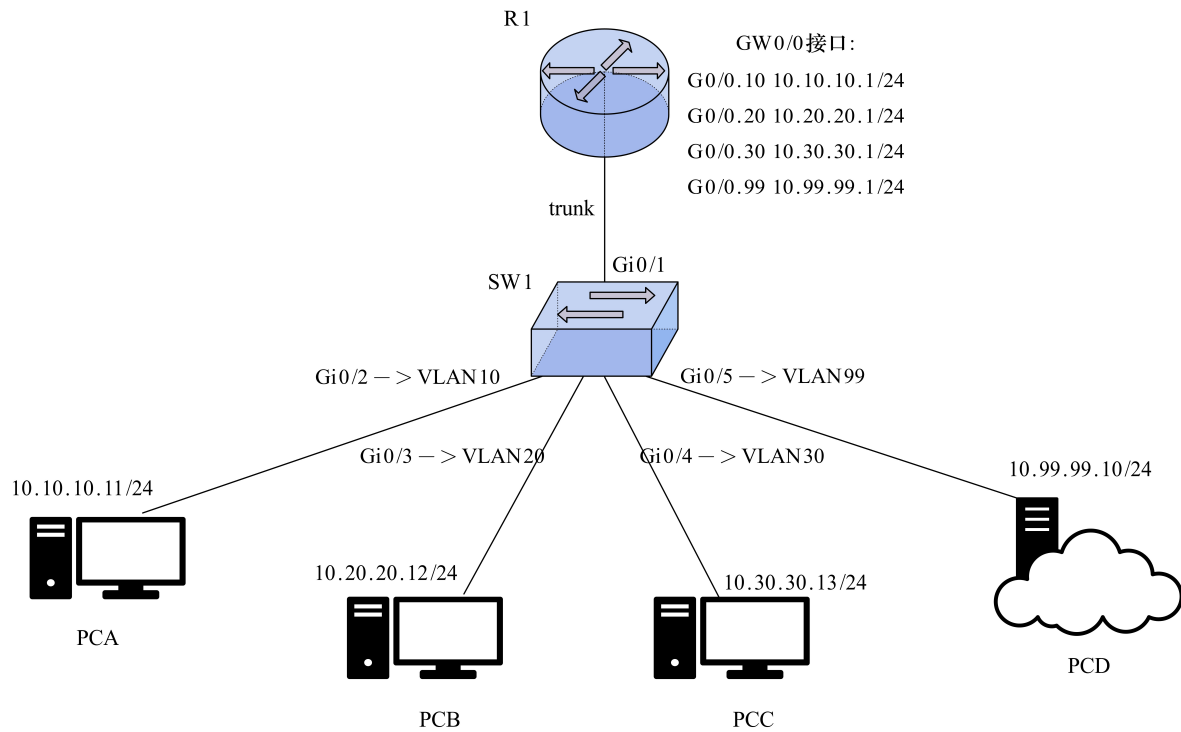 R1
GW0/0接口:
G0/0.10 10.10.10.1/24
G0/0.20 10.20.20.1/24
G0/0.30 10.30.30.1/24
G0/0.99 10.99.99.1/24
trunk
Gi0/1
SW1
Gi0/2－＞VLAN10
Gi0/5－＞VLAN99
Gi0/3－＞VLAN20
Gi0/4－＞VLAN30
10.10.10.11/24
10.99.99.10/24
10.20.20.12/24
10.30.30.13/24
PCA
PCD
PCB
PCC